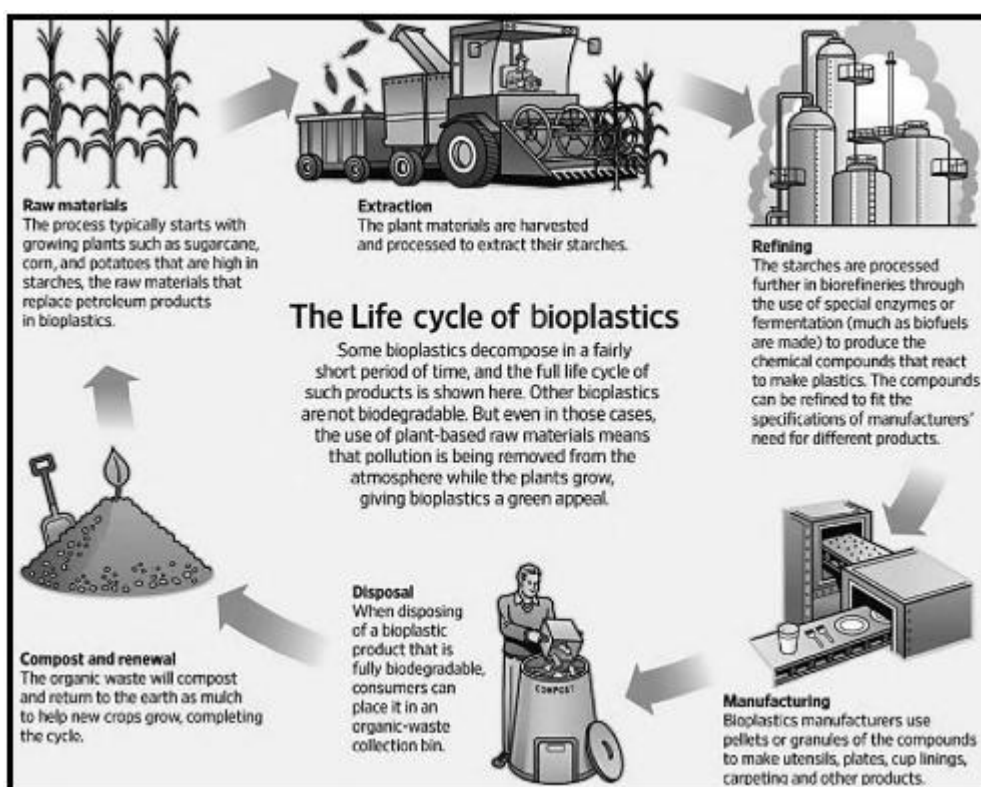 Raw materials
The process typically starts with
growing plants such as sugarcane,
corn, and potatoes that are high in
starches, the raw materials that
replace petroleum products
in bioplastics.
Extraction
The plant materials are harvested
and processed to extract their starches.
Refining
The starches are processed
further in biorefineries through
the use of special enzymes or
fermentation (much as biofuels
are made) to produce the
chemical compounds that react
to make plastics. The compounds
can be refined to fit the
specifications of manufacturers'
need for different products.
The Life cycle of bioplastics
Some bioplastics decompose in a fairly
short period of time, and the full life cycle of
such products is shown here. Other bioplastics
are not biodegradable. But even in those cases,
the use of plant-based raw materials means
that pollution is being removed from the
atmosphere while the plants grow,
giving bioplastics a green appeal.
Manufacturing
Bioplastics manufacturers use
pellets or granules of the compounds
to make utensils, plates, cup linings,
carpeting and other products.
Disposal
When disposing
of a bioplastic
product that is
fully biodegradable,
consumers can
place it in an
organic-waste
collection bin.
COMPOST
Compost and renewal
The organic waste will compost
and return to the earth as mulch
to help new crops grow, completing
the cycle.